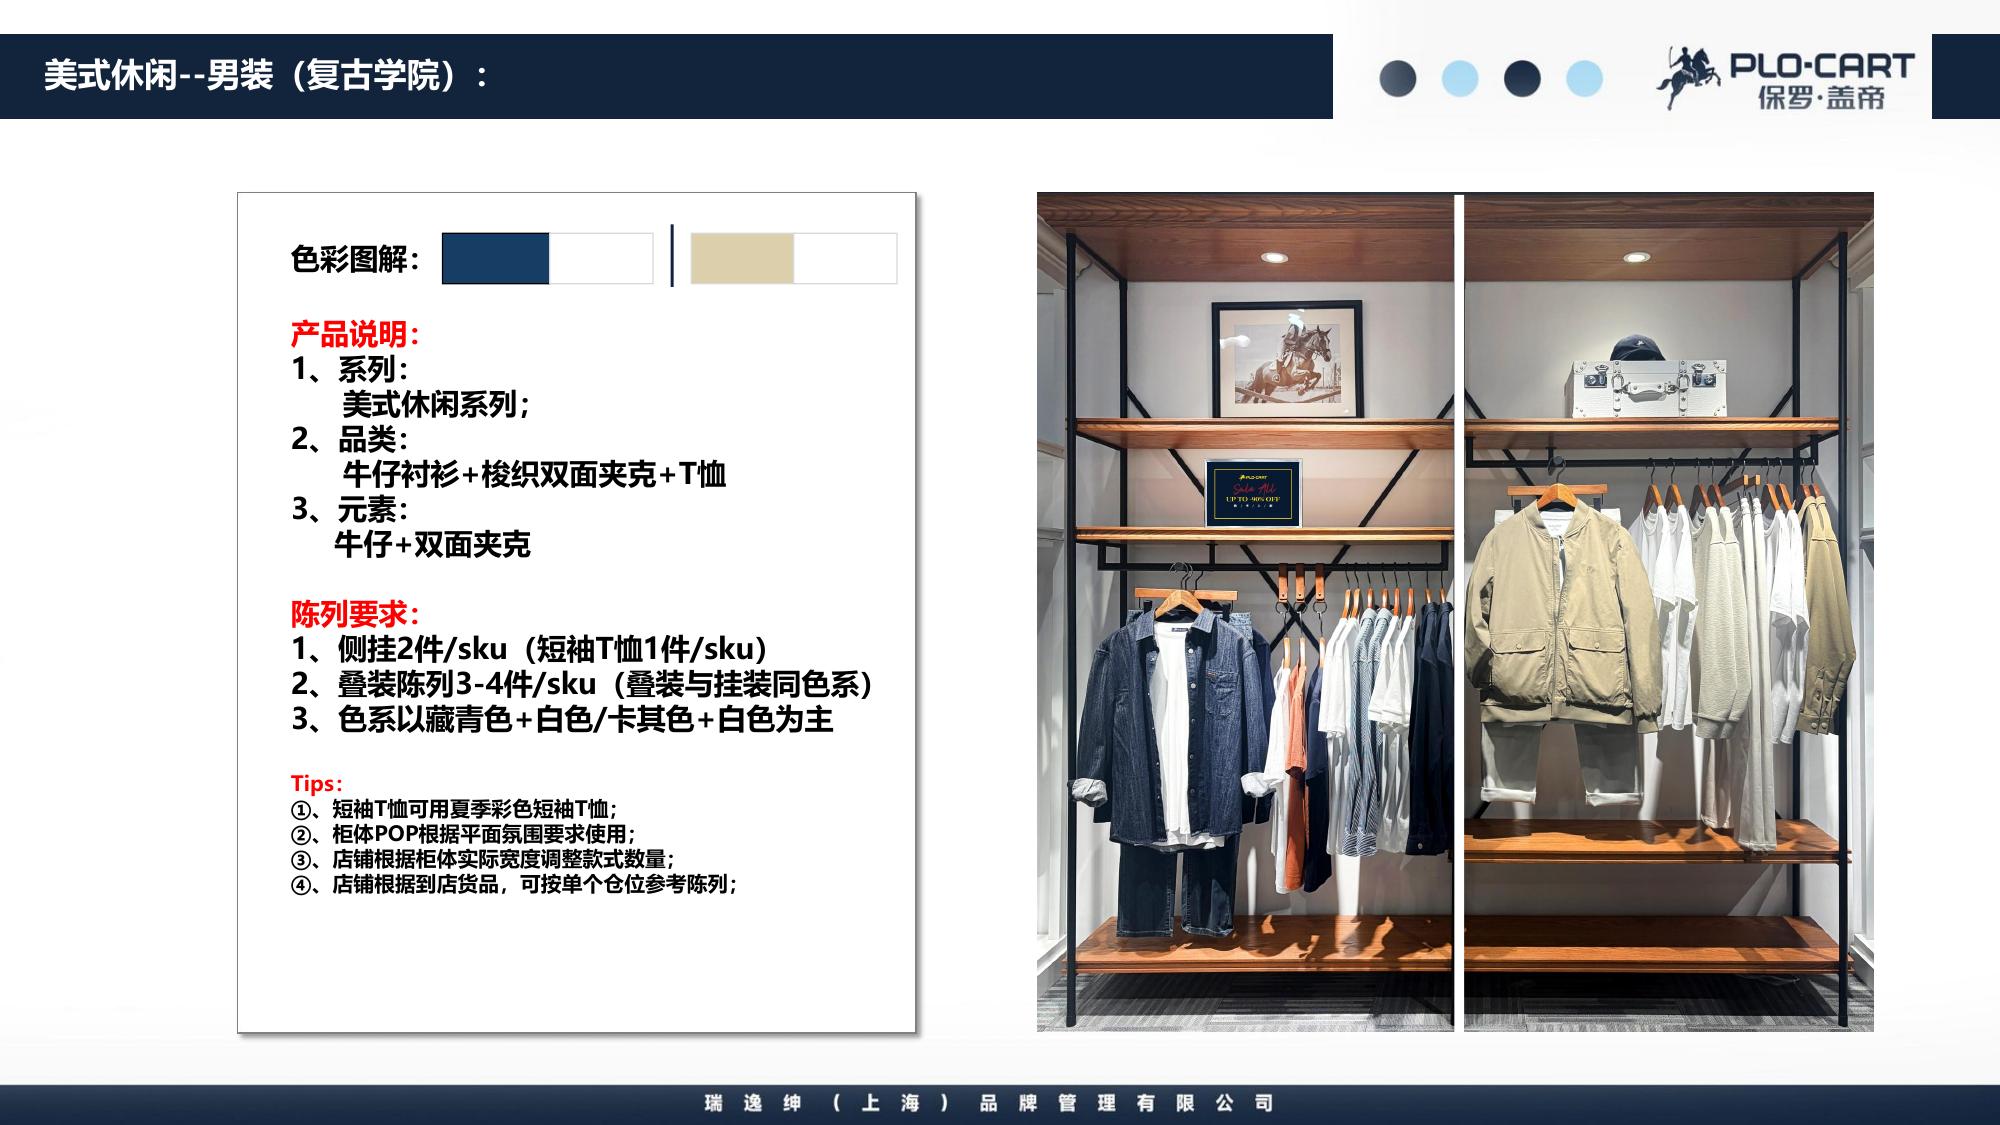 美式休闲--男装（复古学院）:
PLO·CART
保罗·盖帝
色彩图解：
产品说明：
1、系列：
美式休闲系列；
2、品类：
牛仔衬衫+梭织双面夹克+T恤
3、元素：
牛仔+双面夹克
陈列要求：
1、侧挂2件/sku（短袖T恤1件/sku）
2、叠装陈列3-4件/sku（叠装与挂装同色系）
3、色系以藏青色+白色/卡其色+白色为主
Tips：
①、短袖T恤可用夏季彩色短袖T恤；
②、柜体POP根据平面氛围要求使用；
③、店铺根据柜体实际宽度调整款式数量；
④、店铺根据到店货品，可按单个仓位参考陈列；
PLO·CART
Sale All
UP TO -90% OFF
瑞逸绅（上海）品牌管理有限公司